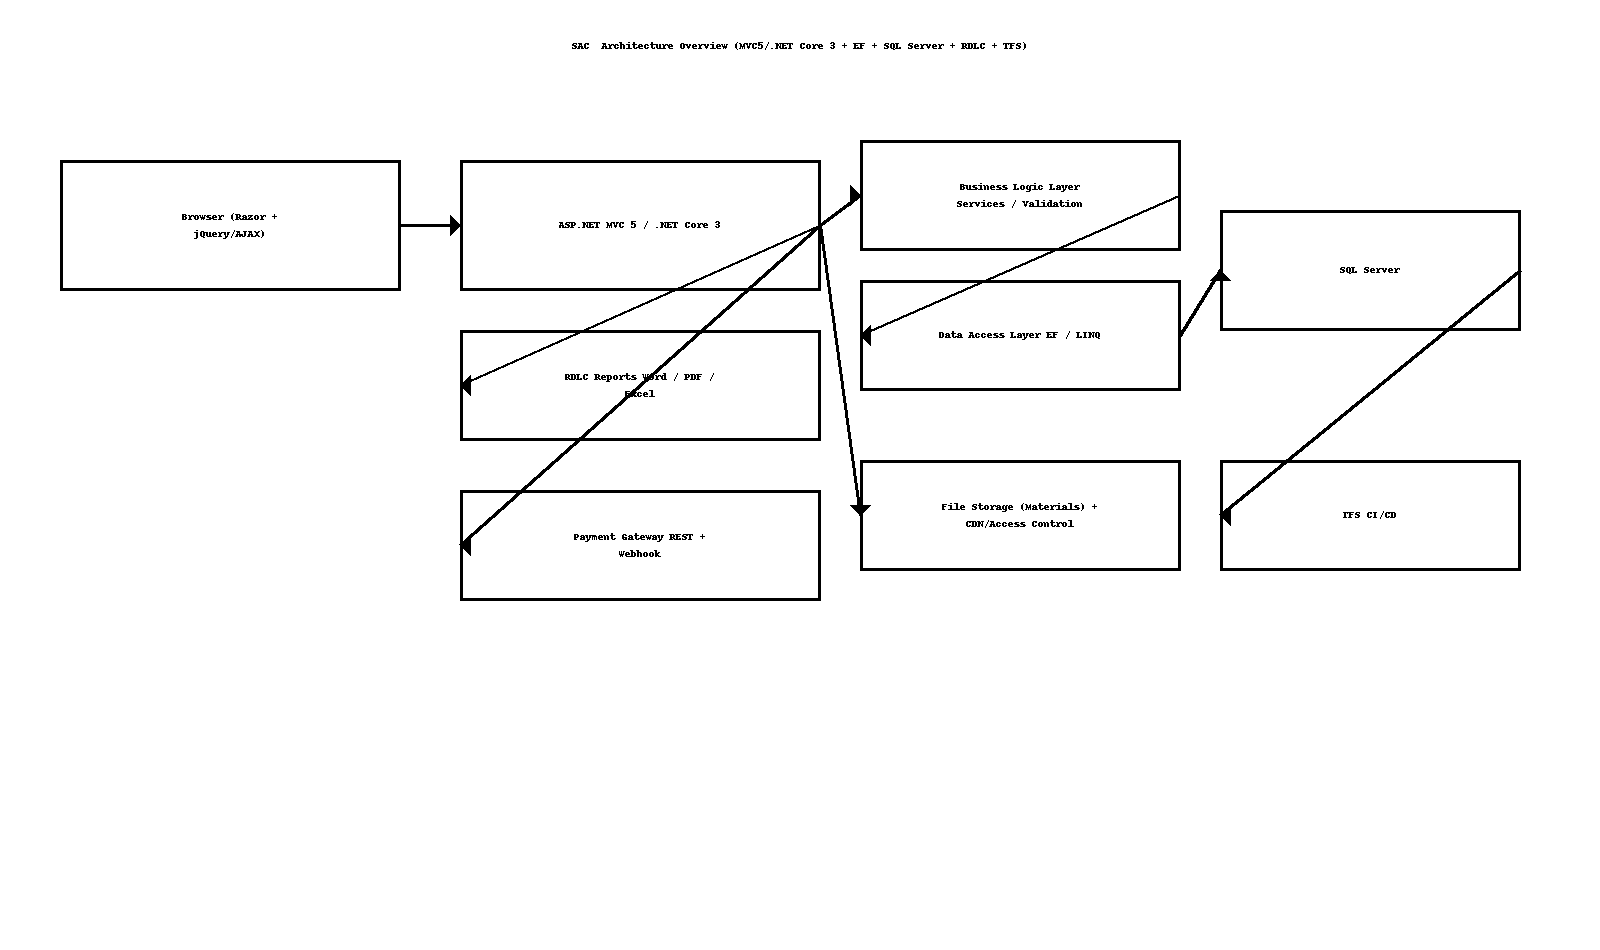 SAC  Architecture Overview (MVC5/.NET Core 3 + EF + SQL Server + RDLC + TFS)
Browser (Razor +
jQuery/AJAX)
ASP.NET MVC 5 / .NET Core 3
Business Logic Layer
Services / Validation
SQL Server
Data Access Layer EF / LINQ
RDLC Reports Word / PDF /
Excel
Payment Gateway REST +
Webhook
File Storage (Materials) +
CDN/Access Control
TFS CI/CD